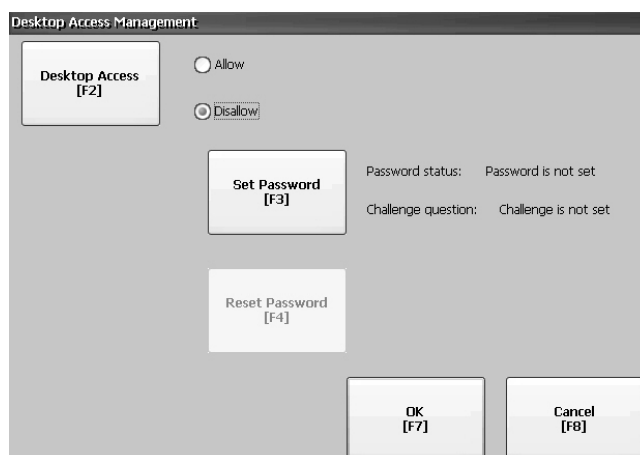 Desktop Access Management
Desktop Access
[F2]
Allow
Disallow
Set Password
[F3]
Password status: Password is not set
Challenge question: Challenge is not set
Reset Password
[F4]
OK
[F7]
Cancel
[F8]